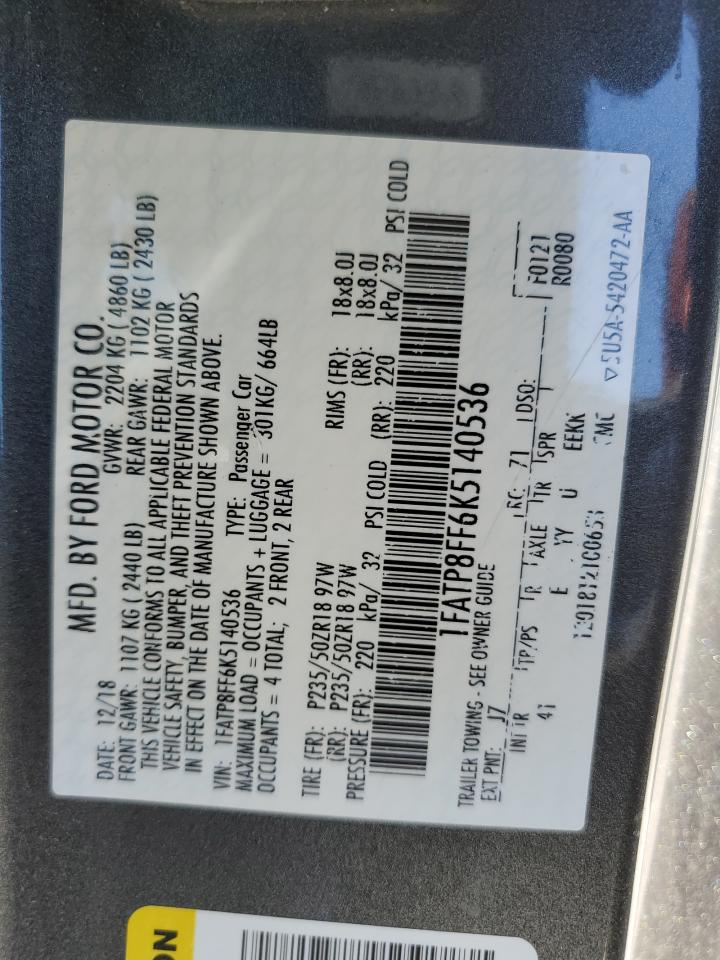 MFD. BY FORD MOTOR CO.
DATE: 12/18 GVWR: 2204 KG ( 4860 LB)
FRONT GAWR: 1107 KG ( 2440 LB) REAR GAWR: 1102 KG ( 2430 LB)
THIS VEHICLE CONFORMS TO ALL APPLICABLE FEDERAL MOTOR
VEHICLE SAFETY, BUMPER, AND THEFT PREVENTION STANDARDS
IN EFFECT ON THE DATE OF MANUFACTURE SHOWN ABOVE.
VIN: 1FATP8FF6K5140536 TYPE: Passenger Car
MAXIMUM LOAD = OCCUPANTS + LUGGAGE = 301KG/ 664LB
OCCUPANTS = 4 TOTAL; 2 FRONT, 2 REAR
TIRE (FR): P235/50ZR18 97W RIMS (FR): 18x8.0J
(RR): P235/50ZR18 97W (RR): 18x8.0J
PRESSURE (FR): 220 kPa/ 32 PSI COLD (RR): 220 kPa/ 32 PSI COLD
1FATP8FF6K5140536
TRAILER TOWING - SEE OWNER GUIDE
EXT PNT: J7 RC: 71 DSO: F0121
INT TR TP/PS R AXLE TR SPR R0080
4 E YY U EEKK
5U5A-5420472-AA
ON